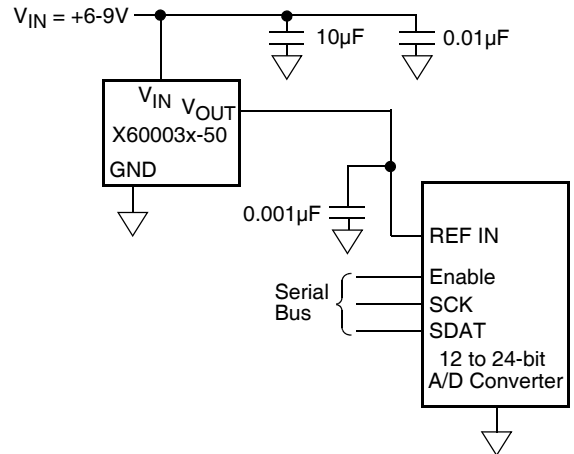 V_IN = +6-9V
10µF
0.01µF
V_IN
V_OUT
X60003x-50
GND
0.001µF
REF IN
Enable
Serial
Bus
SCK
SDAT
12 to 24-bit
A/D Converter